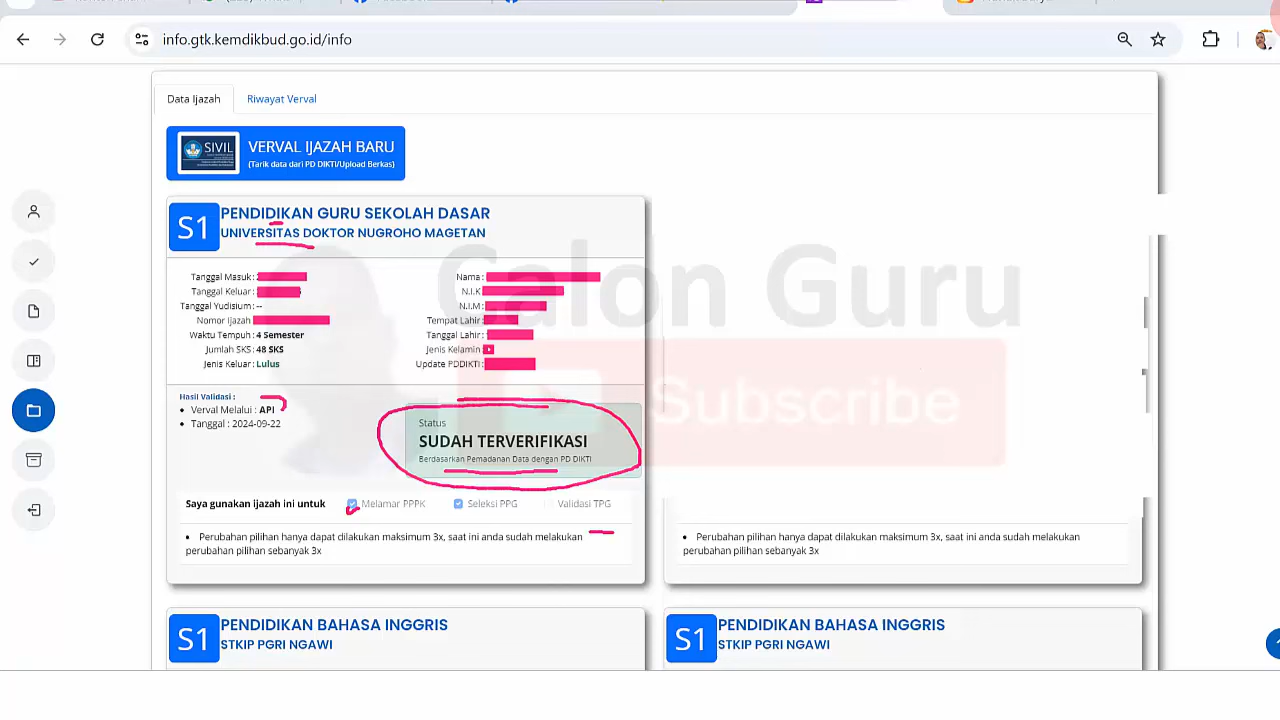 info.gtk.kemdikbud.go.id/info
Data Ijazah
Riwayat Verval
SIVIL
VERVAL IJAZAH BARU
(Tarik data dari PD DIKTI/Upload Berkas)
S1
PENDIDIKAN GURU SEKOLAH DASAR
UNIVERSITAS DOKTOR NUGROHO MAGETAN
Tanggal Masuk :
Tanggal Keluar :
Tanggal Yudisium : --
Nomor Ijazah
Waktu Tempuh : 4 Semester
Jumlah SKS : 48 SKS
Jenis Keluar : Lulus
Nama :
N.I.K
N.I.M :
Tempat Lahir :
Tanggal Lahir :
Jenis Kelamin
Update PDDIKTI :
Calon Guru
Subscribe
Hasil Validasi :
• Verval Melalui : API
• Tanggal : 2024-09-22
Status
SUDAH TERVERIFIKASI
Berdasarkan Pemadanan Data dengan PD DIKTI
Saya gunakan ijazah ini untuk
Melamar PPPK
Seleksi PPG
Validasi TPG
• Perubahan pilihan hanya dapat dilakukan maksimum 3x, saat ini anda sudah melakukan
perubahan pilihan sebanyak 3x
• Perubahan pilihan hanya dapat dilakukan maksimum 3x, saat ini anda sudah melakukan
perubahan pilihan sebanyak 3x
S1
PENDIDIKAN BAHASA INGGRIS
STKIP PGRI NGAWI
S1
PENDIDIKAN BAHASA INGGRIS
STKIP PGRI NGAWI